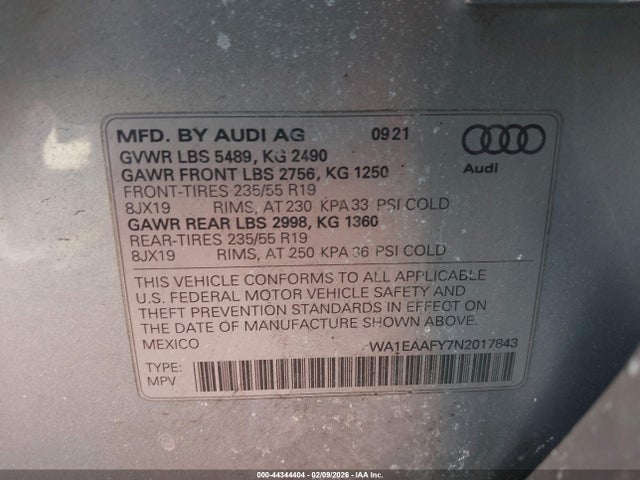 MFD. BY AUDI AG 09 21
GVWR LBS 5489, KG 2490
GAWR FRONT LBS 2756, KG 1250
FRONT-TIRES 235/55 R19
8JX19 RIMS, AT 230 KPA 33 PSI COLD
GAWR REAR LBS 2998, KG 1360
REAR-TIRES 235/55 R19
8JX19 RIMS, AT 250 KPA 36 PSI COLD
Audi
THIS VEHICLE CONFORMS TO ALL APPLICABLE
U.S. FEDERAL MOTOR VEHICLE SAFETY AND
THEFT PREVENTION STANDARDS IN EFFECT ON
THE DATE OF MANUFACTURE SHOWN ABOVE.
MEXICO WA1EAAFY7N2017843
TYPE:
MPV
000-44344404 - 02/09/2026 - IAA Inc.